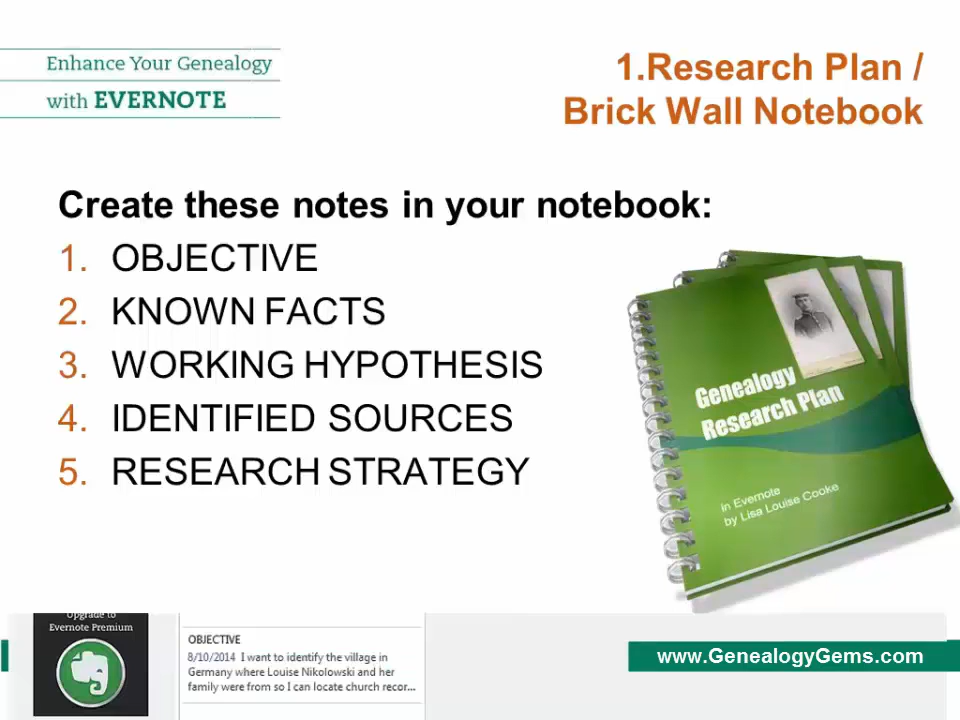 Enhance Your Genealogy
with EVERNOTE
1.Research Plan /
Brick Wall Notebook
Create these notes in your notebook:
1. OBJECTIVE
2. KNOWN FACTS
3. WORKING HYPOTHESIS
4. IDENTIFIED SOURCES
5. RESEARCH STRATEGY
Genealogy
Research Plan
in Evernote
by Lisa Louise Cooke
Upgrade to
Evernote Premium
OBJECTIVE
8/10/2014 I want to identify the village in
Germany where Louise Nikolowski and her
family were from so I can locate church recor...
www.GenealogyGems.com